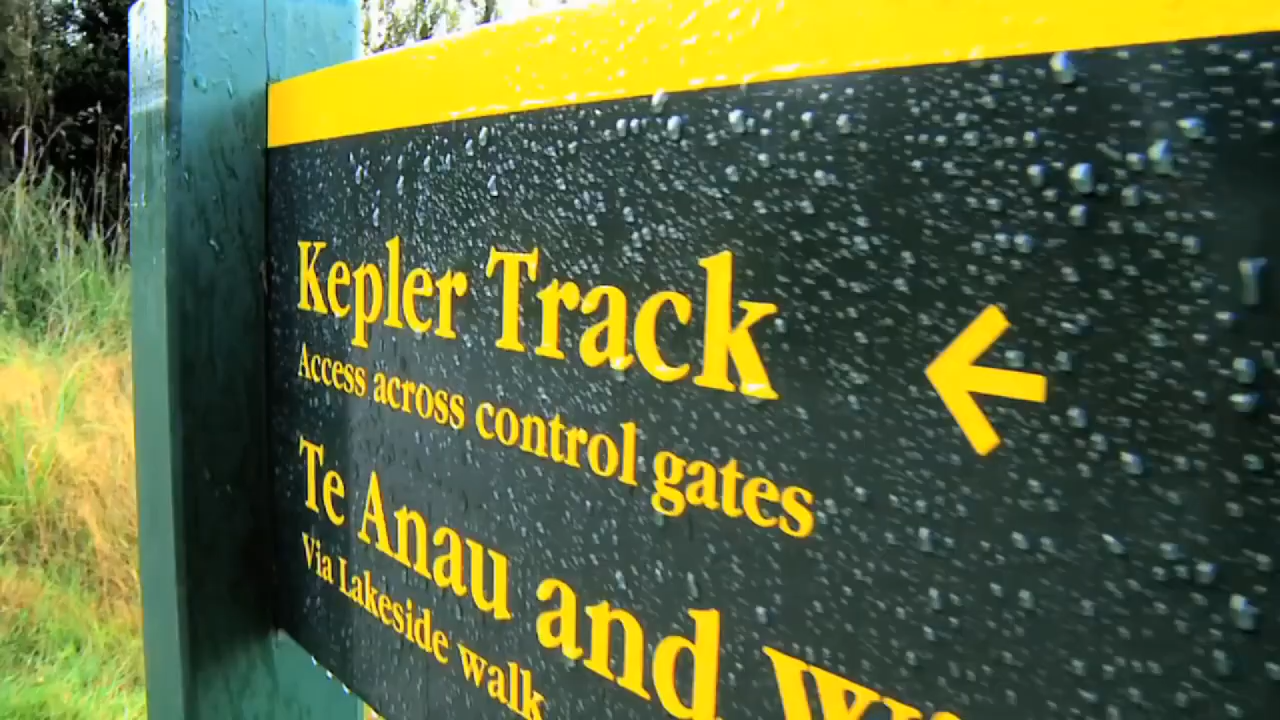 Kepler Track
Access across control gates
Te Anau and
Via Lakeside walk